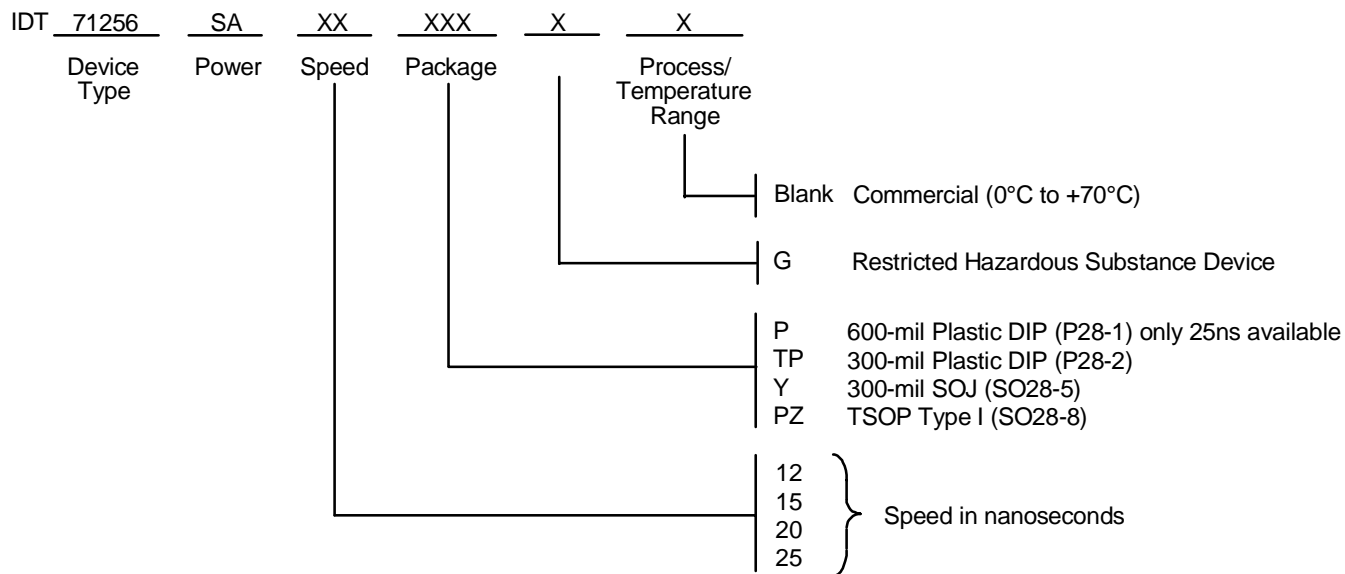 IDT 71256 SA XX XXX X X
Device Type Power Speed Package Process/ Temperature Range
Blank Commercial (0°C to +70°C)
G Restricted Hazardous Substance Device
P 600-mil Plastic DIP (P28-1) only 25ns available
TP 300-mil Plastic DIP (P28-2)
Y 300-mil SOJ (SO28-5)
PZ TSOP Type I (SO28-8)
12
15
20
25
Speed in nanoseconds